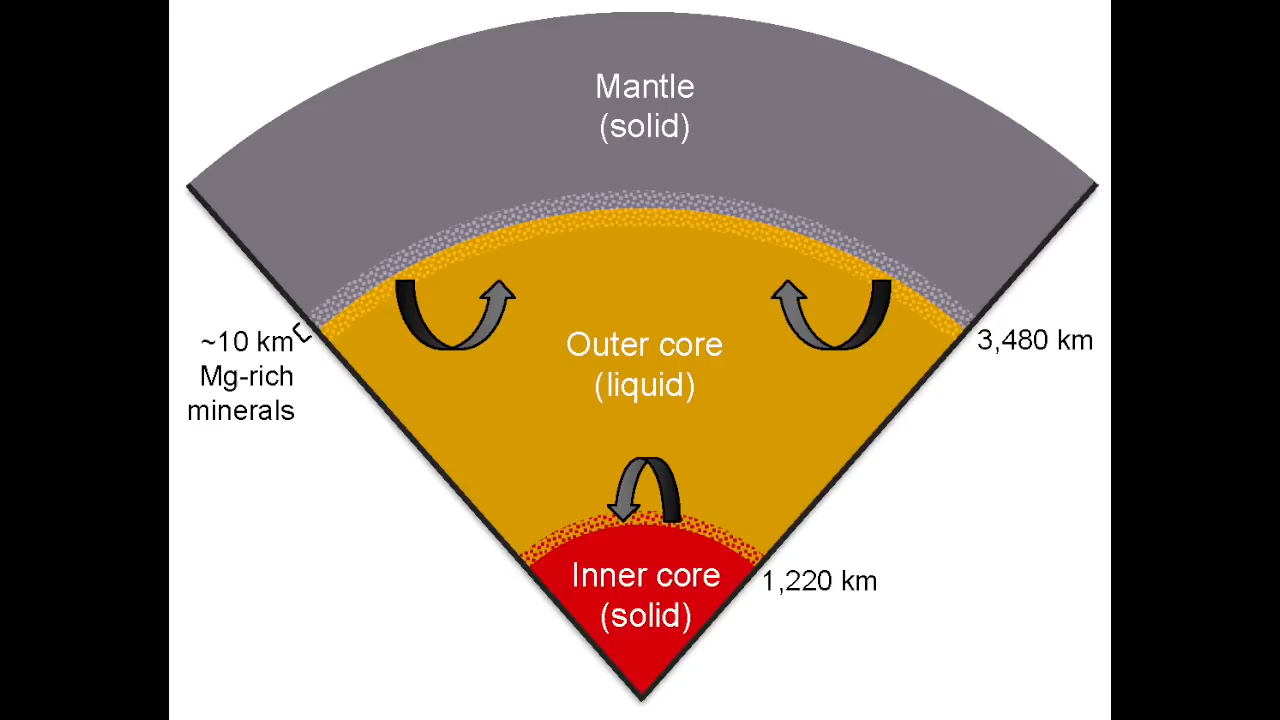 Mantle
(solid)
~10 km
Mg-rich
minerals
3,480 km
Outer core
(liquid)
Inner core
(solid)
1,220 km